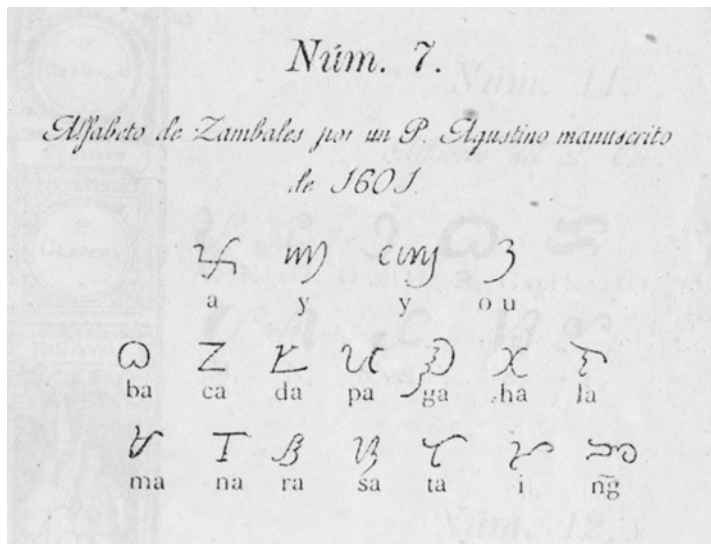 Núm. 7.
Alfabeto de Zambales por un P. Agustino manuscrito
de 1601.
a y y o u
ba ca da pa ga ha la
ma na ra sa ta i n̄g